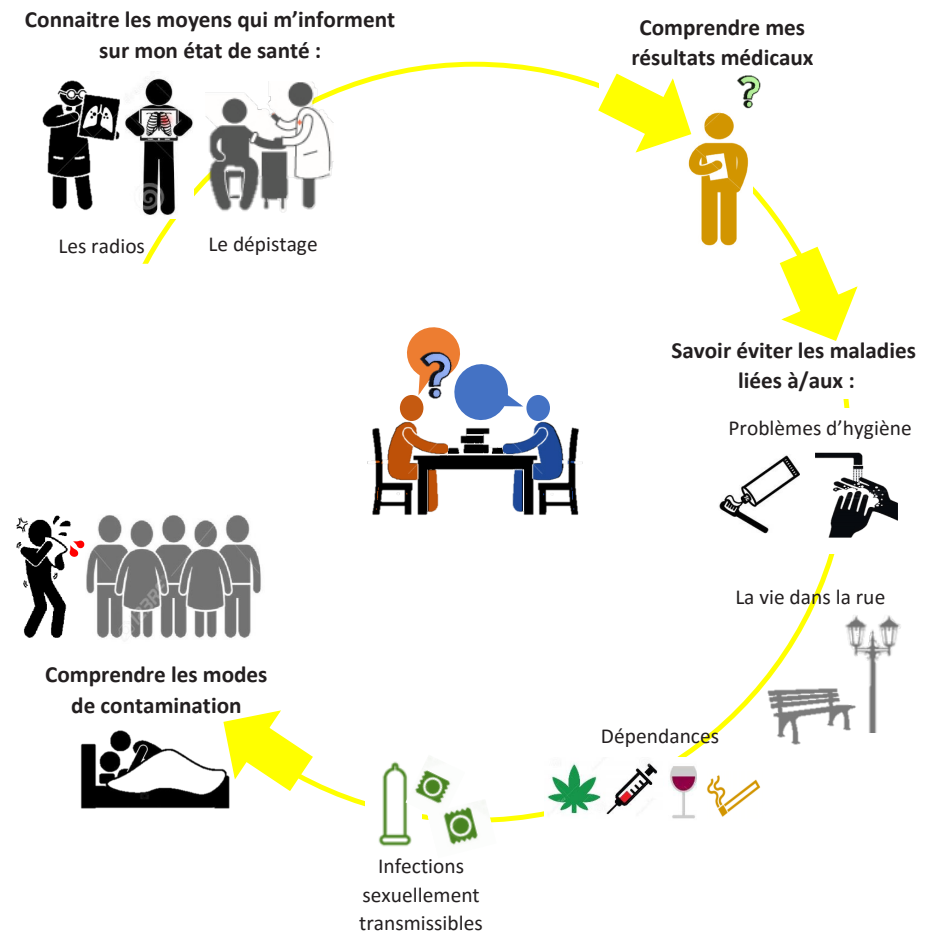 Connaitre les moyens qui m'informent
sur mon état de santé :
Les radios
Le dépistage
Comprendre mes
résultats médicaux
?
Savoir éviter les maladies
liées à/aux :
Problèmes d'hygiène
?
La vie dans la rue
Dépendances
Infections
sexuellement
transmissibles
Comprendre les modes
de contamination